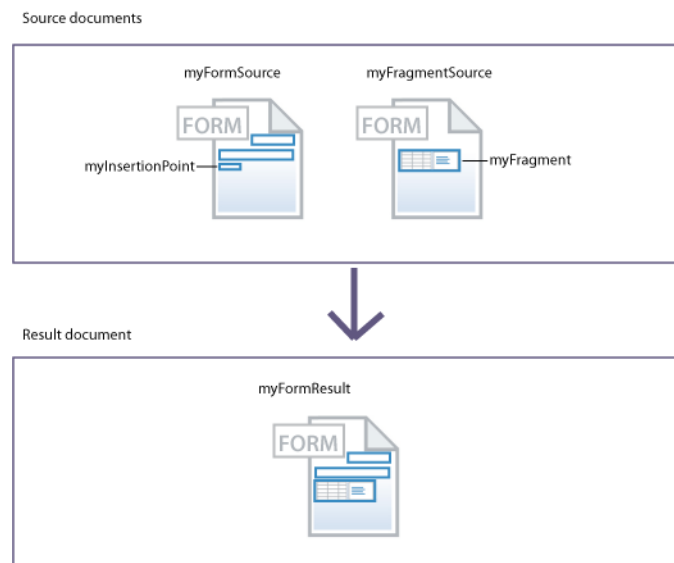 Source documents
myFormSource
myFragmentSource
FORM
FORM
myInsertionPoint
myFragment
Result document
myFormResult
FORM